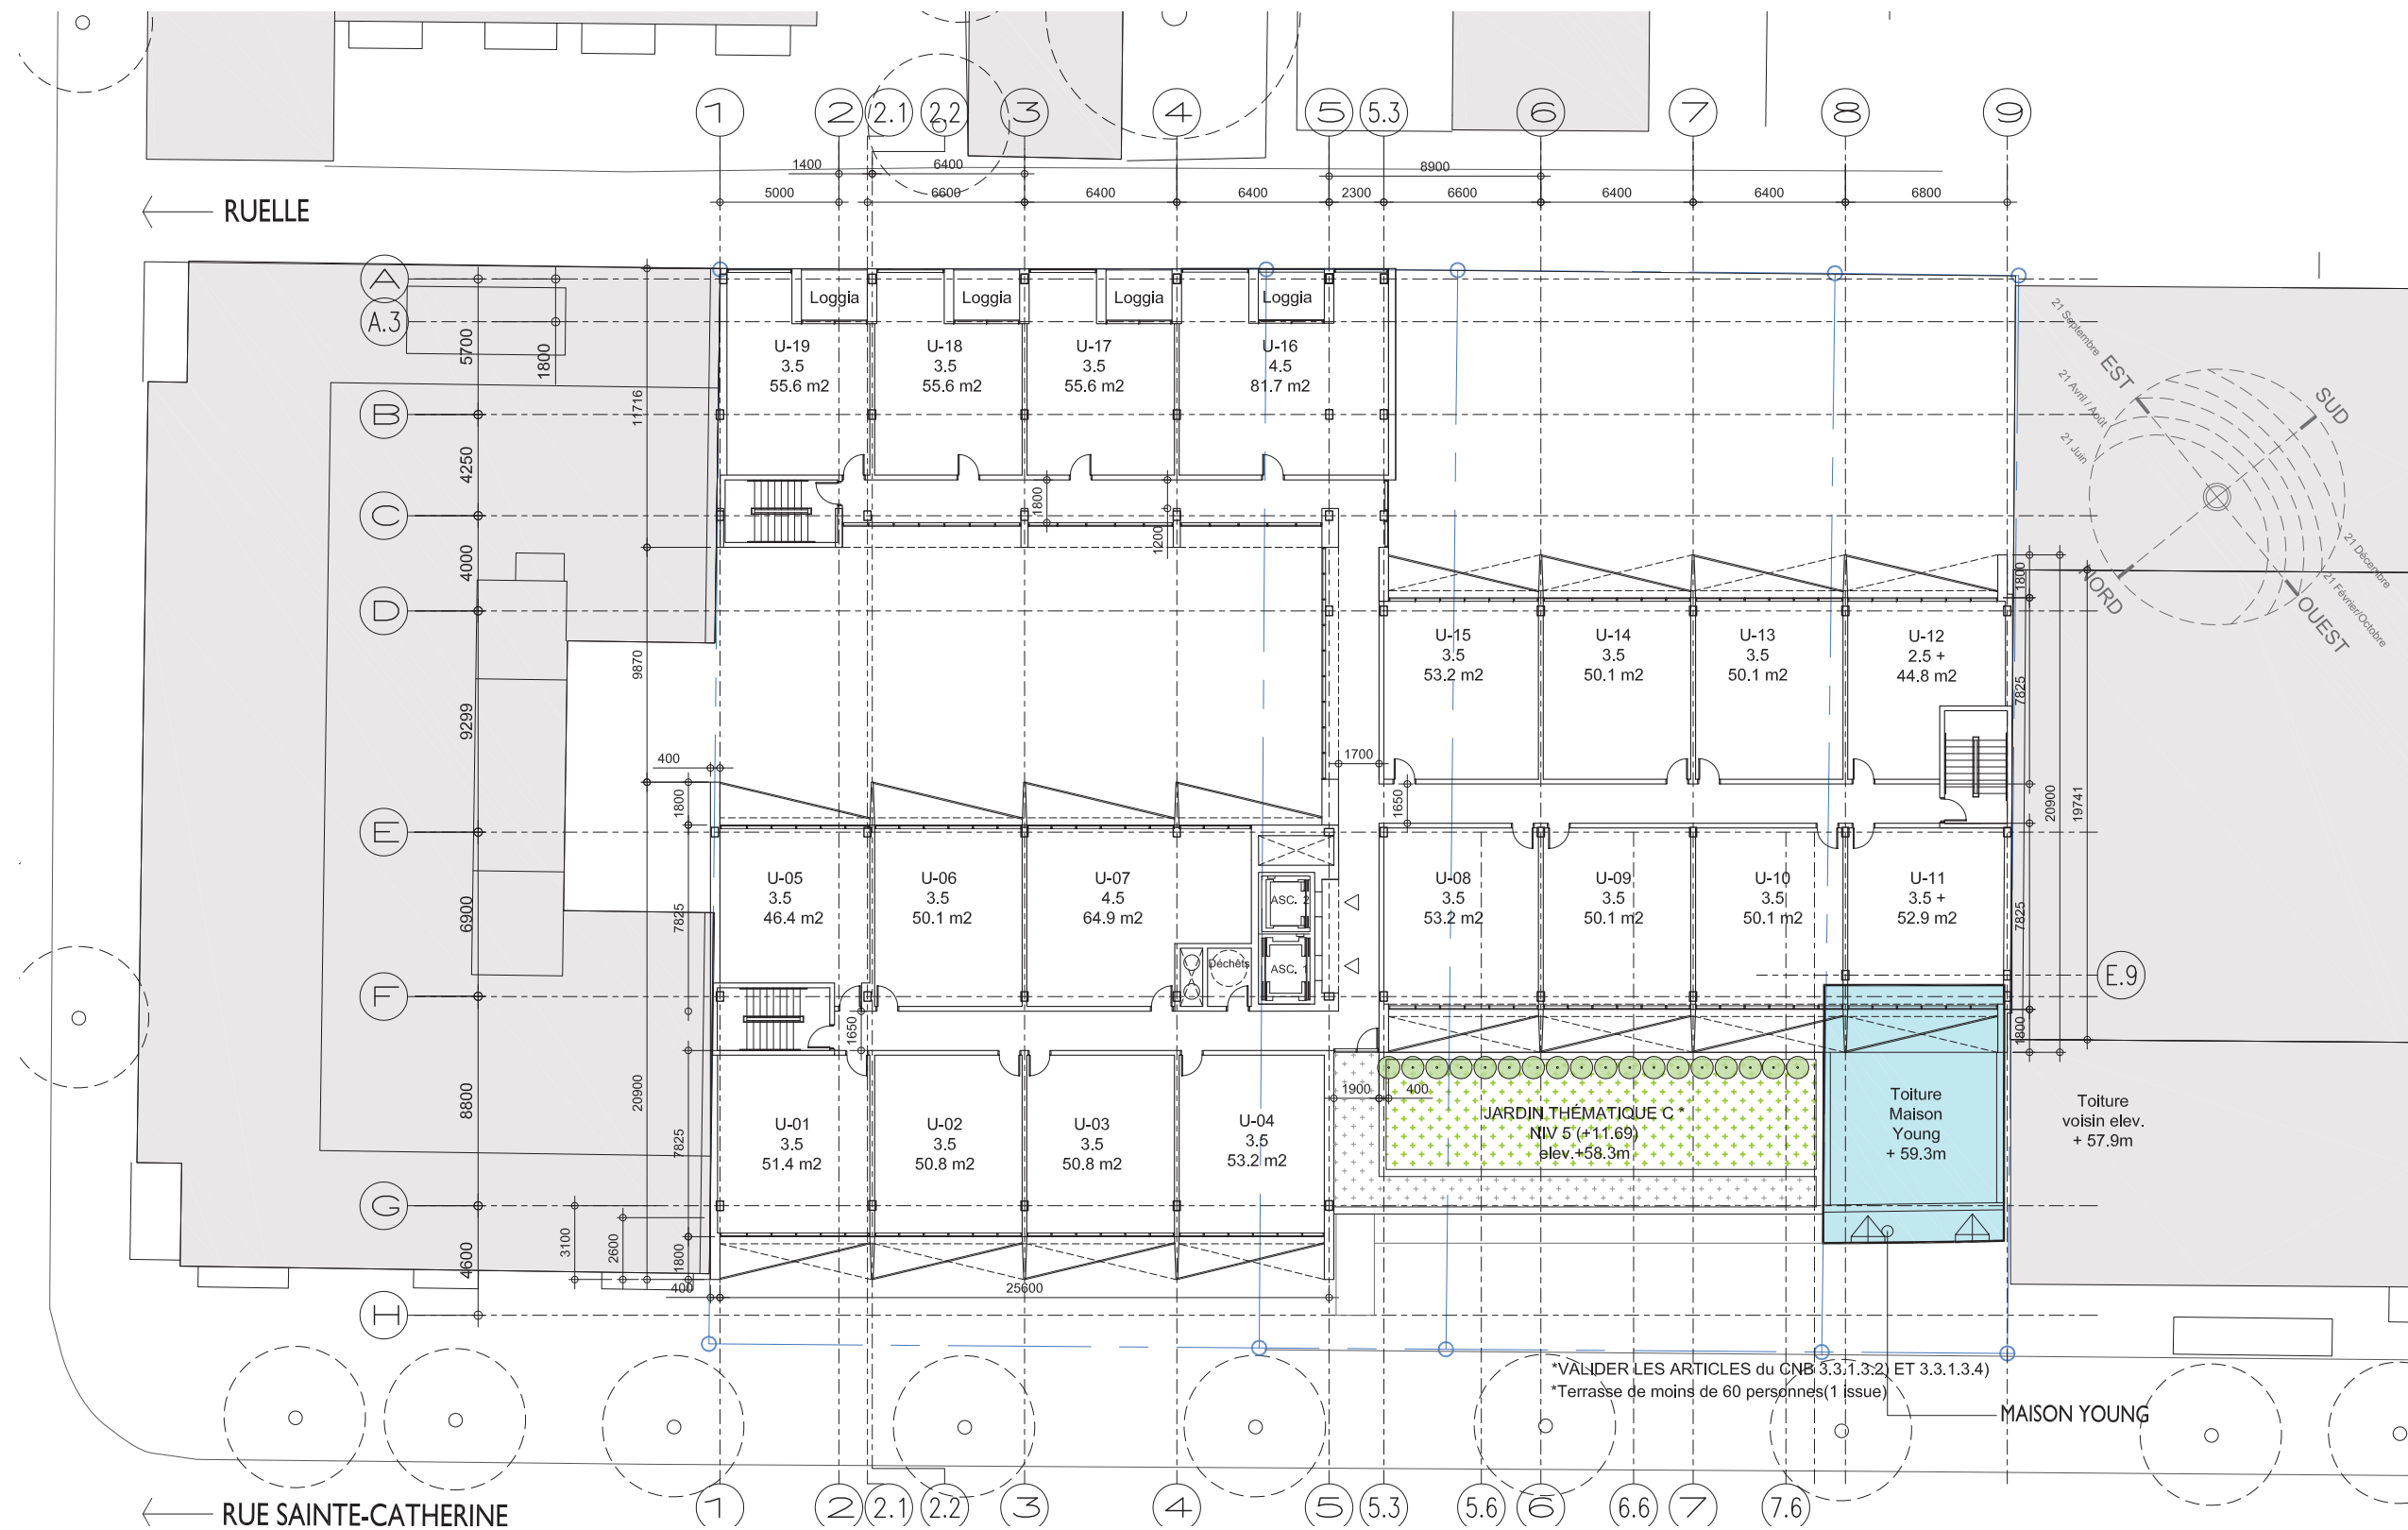 1 2 2.1 2.2 3 4 5 5.3 6 7 8 9
1400 6400 8900
5000 6600 6400 6400 2300 6600 6400 6400 6800
RUELLE
A
A.3
B
C
D
E
F
G
H
5700
1800
4250
4000
9299
6900
8800
4600
11716
9870
400
1800
7825
20900
7825
3100
2600
1800
400
25600
Loggia
Loggia
Loggia
Loggia
U-19
3.5
55.6 m2
U-18
3.5
55.6 m2
U-17
3.5
55.6 m2
U-16
4.5
81.7 m2
1800
1200
21 Septembre
EST
SUD
21 Avril / Août
21 Juin
NORD
OUEST
21 Décembre
21 Février/Octobre
U-15
3.5
53.2 m2
U-14
3.5
50.1 m2
U-13
3.5
50.1 m2
U-12
2.5 +
44.8 m2
1800
7825
20900
19741
1700
1650
U-05
3.5
46.4 m2
U-06
3.5
50.1 m2
U-07
4.5
64.9 m2
ASC. 2
ASC. 1
Déchêts
U-08
3.5
53.2 m2
U-09
3.5
50.1 m2
U-10
3.5
50.1 m2
U-11
3.5 +
52.9 m2
7825
1800
E.9
1650
U-01
3.5
51.4 m2
U-02
3.5
50.8 m2
U-03
3.5
50.8 m2
U-04
3.5
53.2 m2
1900 400
JARDIN THÉMATIQUE C *
NIV 5 (+11.69)
elev.+58.3m
Toiture
Maison
Young
+ 59.3m
Toiture
voisin elev.
+ 57.9m
*VALIDER LES ARTICLES du CNB 3.3.1.3.2) ET 3.3.1.3.4)
*Terrasse de moins de 60 personnes(1 issue)
MAISON YOUNG
RUE SAINTE-CATHERINE
1 2 2.1 2.2 3 4 5 5.3 5.6 6 6.6 7 7.6